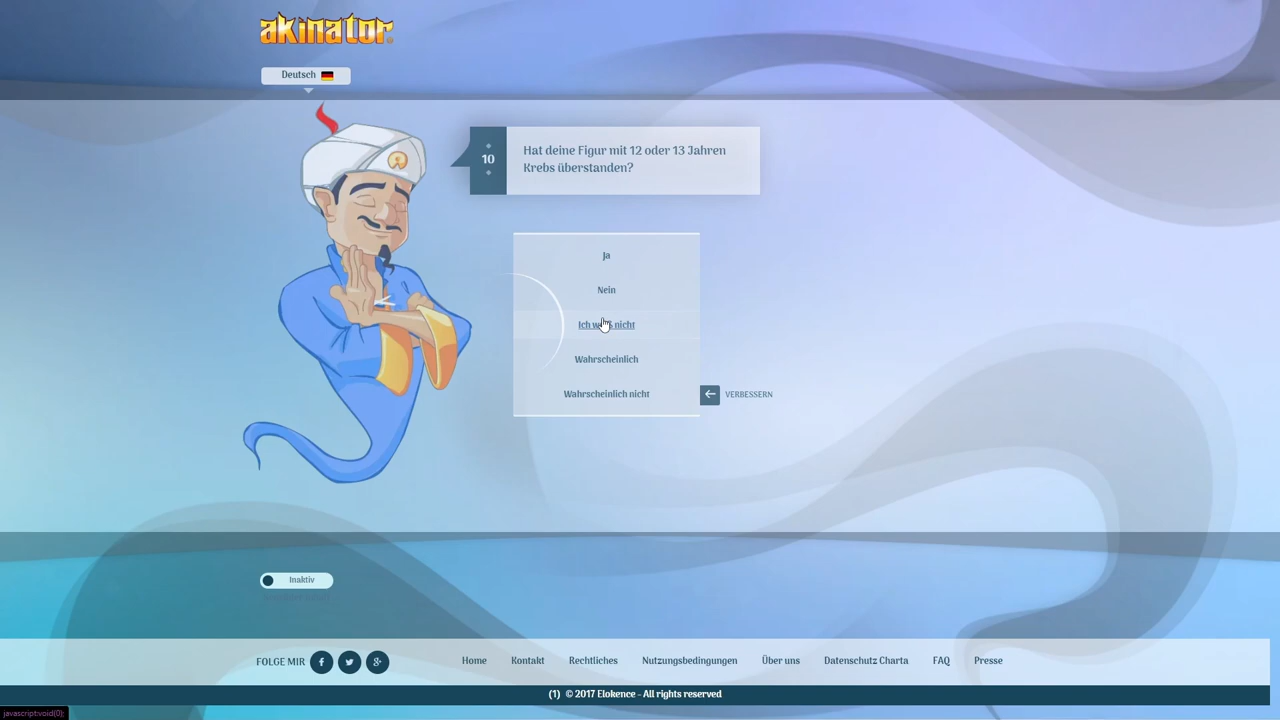 akinator
Deutsch
10
Hat deine Figur mit 12 oder 13 Jahren
Krebs überstanden?
Ja
Nein
Ich nicht
Wahrscheinlich
Wahrscheinlich nicht
VERBESSERN
Inaktiv
FOLGE MIR
Home Kontakt Rechtliches Nutzungsbedingungen Über uns Datenschutz Charta FAQ Presse
(1) © 2017 Elokence - All rights reserved
javascript:void(0);